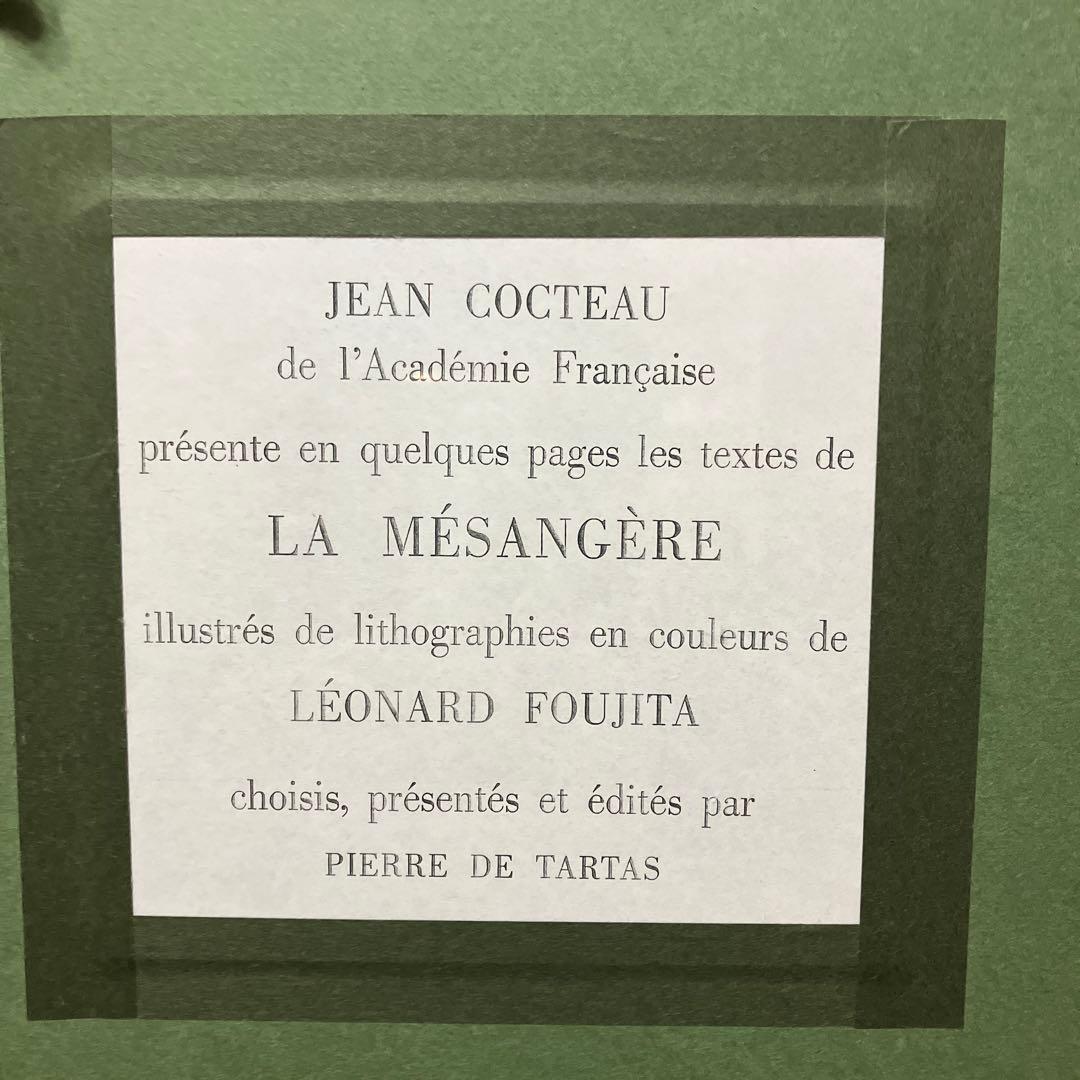 JEAN COCTEAU
de l'Académie Française
présente en quelques pages les textes de
LA MÉSANGÈRE
illustrés de lithographies en couleurs de
LÉONARD FOUJITA
choisis, présentés et édités par
PIERRE DE TARTAS